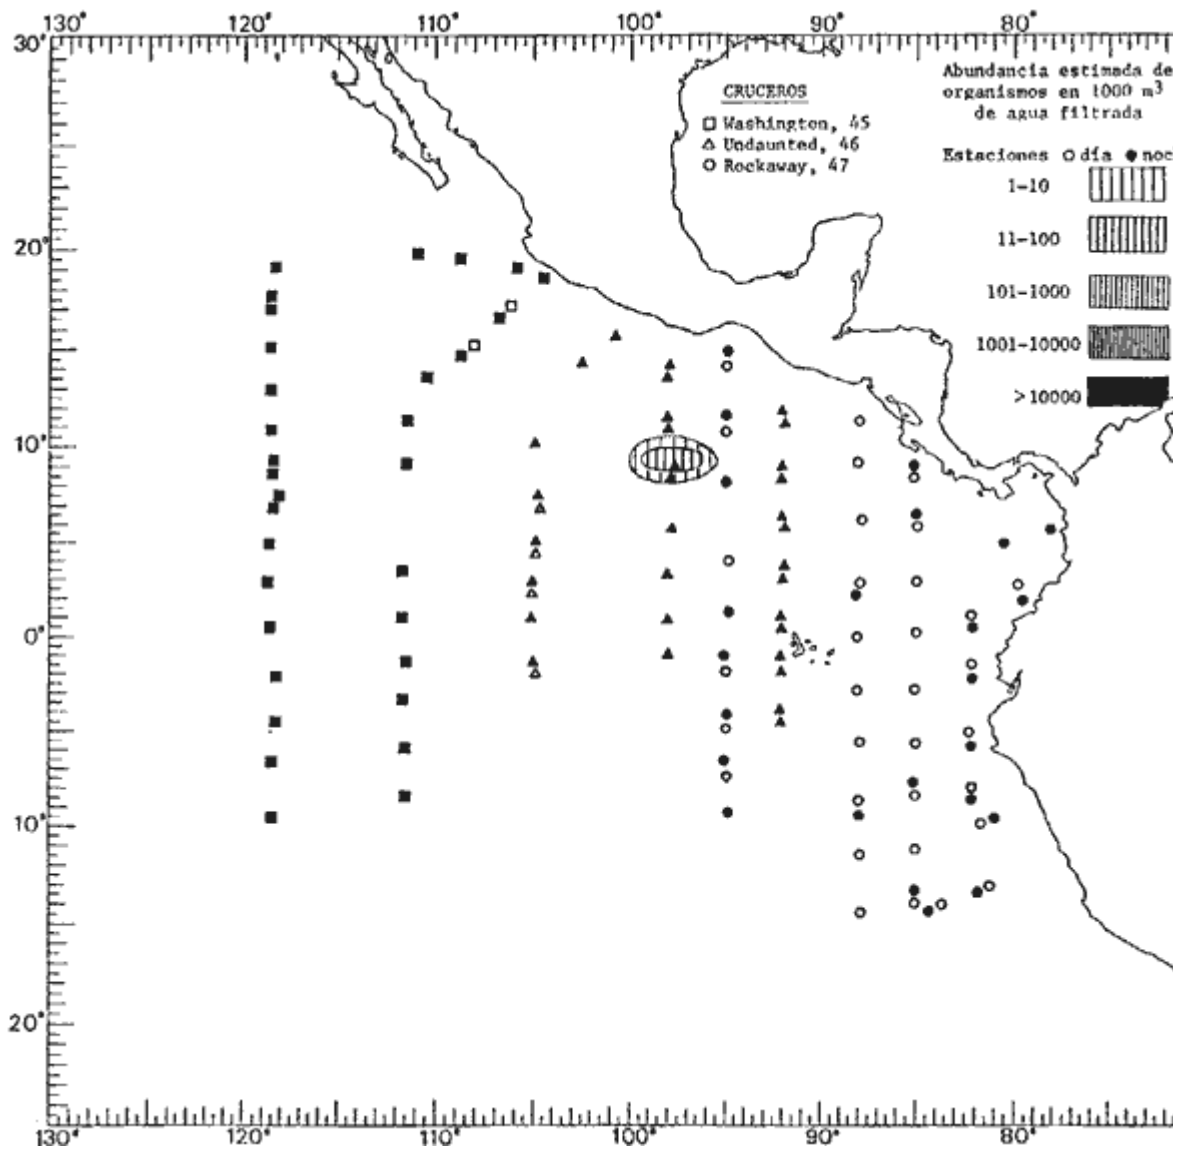 130° 120° 110° 100° 90° 80°
30°
Abundancia estimada de
organismos en 1000 m³
de agua filtrada
CRUCEROS
□ Washington, 45
△ Undaunted, 46
○ Rockaway, 47
Estaciones ○ día ● noc
1-10
11-100
101-1000
1001-10000
>10000
20°
10°
0°
10°
20°
130° 120° 110° 100° 90° 80°